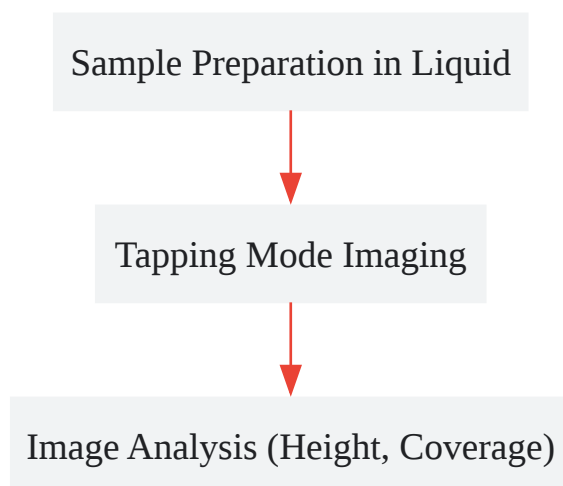 Sample Preparation in Liquid
Tapping Mode Imaging
Image Analysis (Height, Coverage)